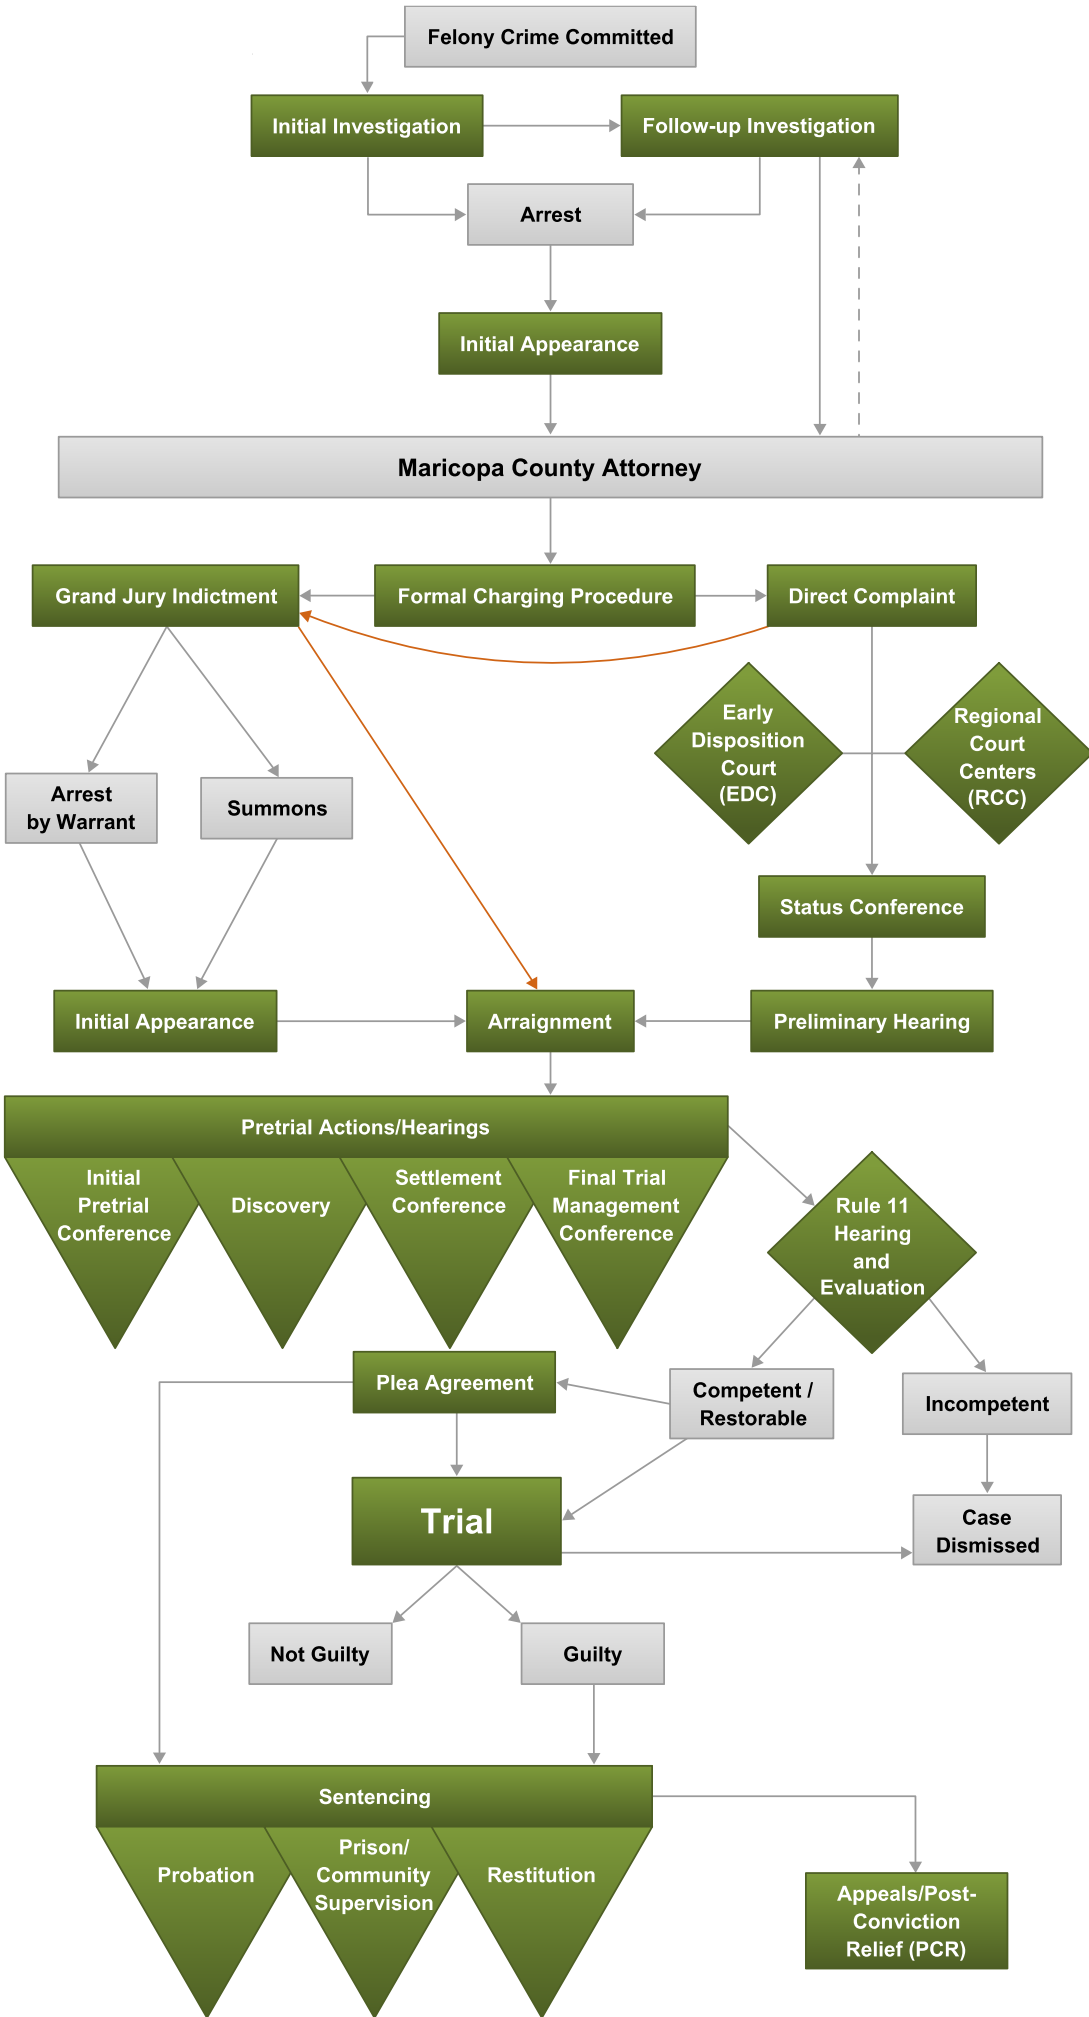 Felony Crime Committed
Initial Investigation
Follow-up Investigation
Arrest
Initial Appearance
Maricopa County Attorney
Grand Jury Indictment
Formal Charging Procedure
Direct Complaint
Early
Disposition
Court
(EDC)
Regional
Court
Centers
(RCC)
Arrest
by Warrant
Summons
Status Conference
Initial Appearance
Arraignment
Preliminary Hearing
Pretrial Actions/Hearings
Initial
Pretrial
Conference
Discovery
Settlement
Conference
Final Trial
Management
Conference
Rule 11
Hearing
and
Evaluation
Plea Agreement
Competent /
Restorable
Incompetent
Trial
Case
Dismissed
Not Guilty
Guilty
Sentencing
Probation
Prison/
Community
Supervision
Restitution
Appeals/Post-
Conviction
Relief (PCR)